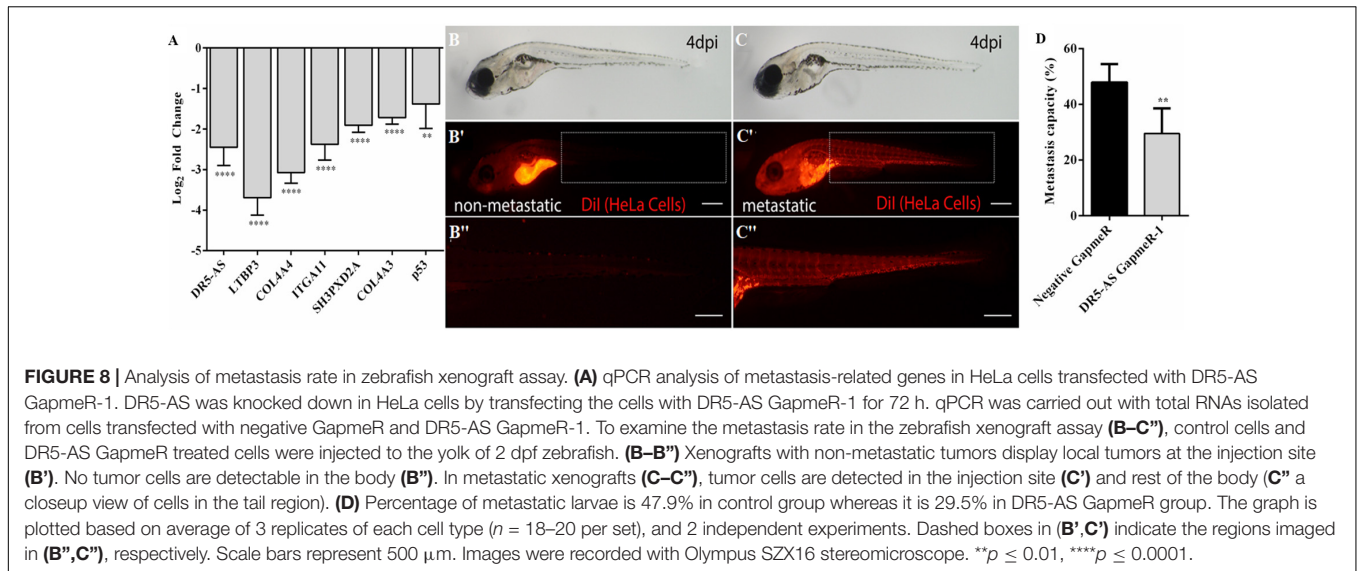 A
Log2 Fold Change
0
-1
-2
-3
-4
-5
****
****
****
****
****
****
**
DR5-AS
LTBP3
COL4A4
ITGA11
SH3PXD2A
COL4A3
p53
B
4dpi
C
4dpi
B'
non-metastatic
DiI (HeLa Cells)
C'
metastatic
DiI (HeLa Cells)
B"
C"
D
Metastasis capacity (%)
60
40
20
0
**
Negative GapmeR
DR5-AS GapmeR-1
FIGURE 8 | Analysis of metastasis rate in zebrafish xenograft assay. (A) qPCR analysis of metastasis-related genes in HeLa cells transfected with DR5-AS
GapmeR-1. DR5-AS was knocked down in HeLa cells by transfecting the cells with DR5-AS GapmeR-1 for 72 h. qPCR was carried out with total RNAs isolated
from cells transfected with negative GapmeR and DR5-AS GapmeR-1. To examine the metastasis rate in the zebrafish xenograft assay (B–C”), control cells and
DR5-AS GapmeR treated cells were injected to the yolk of 2 dpf zebrafish. (B–B”) Xenografts with non-metastatic tumors display local tumors at the injection site
(B’). No tumor cells are detectable in the body (B”). In metastatic xenografts (C–C”), tumor cells are detected in the injection site (C’) and rest of the body (C” a
closeup view of cells in the tail region). (D) Percentage of metastatic larvae is 47.9% in control group whereas it is 29.5% in DR5-AS GapmeR group. The graph is
plotted based on average of 3 replicates of each cell type (n = 18–20 per set), and 2 independent experiments. Dashed boxes in (B’,C’) indicate the regions imaged
in (B”,C”), respectively. Scale bars represent 500 μm. Images were recorded with Olympus SZX16 stereomicroscope. **p ≤ 0.01, ****p ≤ 0.0001.